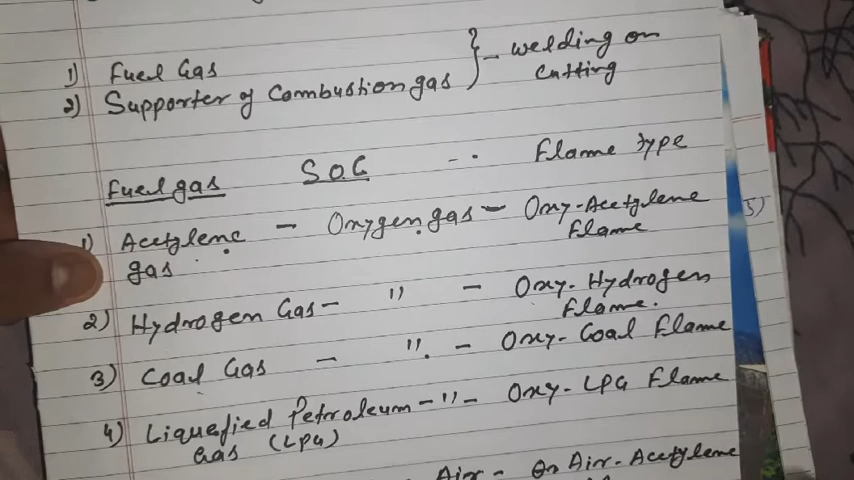 1) Fuel Gas
2) Supporter of Combustion gas } - welding or Cutting
Fuel gas S.O.C -- Flame type
1) Acetylene gas - Oxygen gas - Oxy-Acetylene Flame
2) Hydrogen Gas - " - Oxy-Hydrogen Flame.
3) Coal Gas - " - Oxy-Coal Flame
4) Liquefied Petroleum Gas (LPG) - " - Oxy-LPG Flame
Air - Air-Acetylene
5)